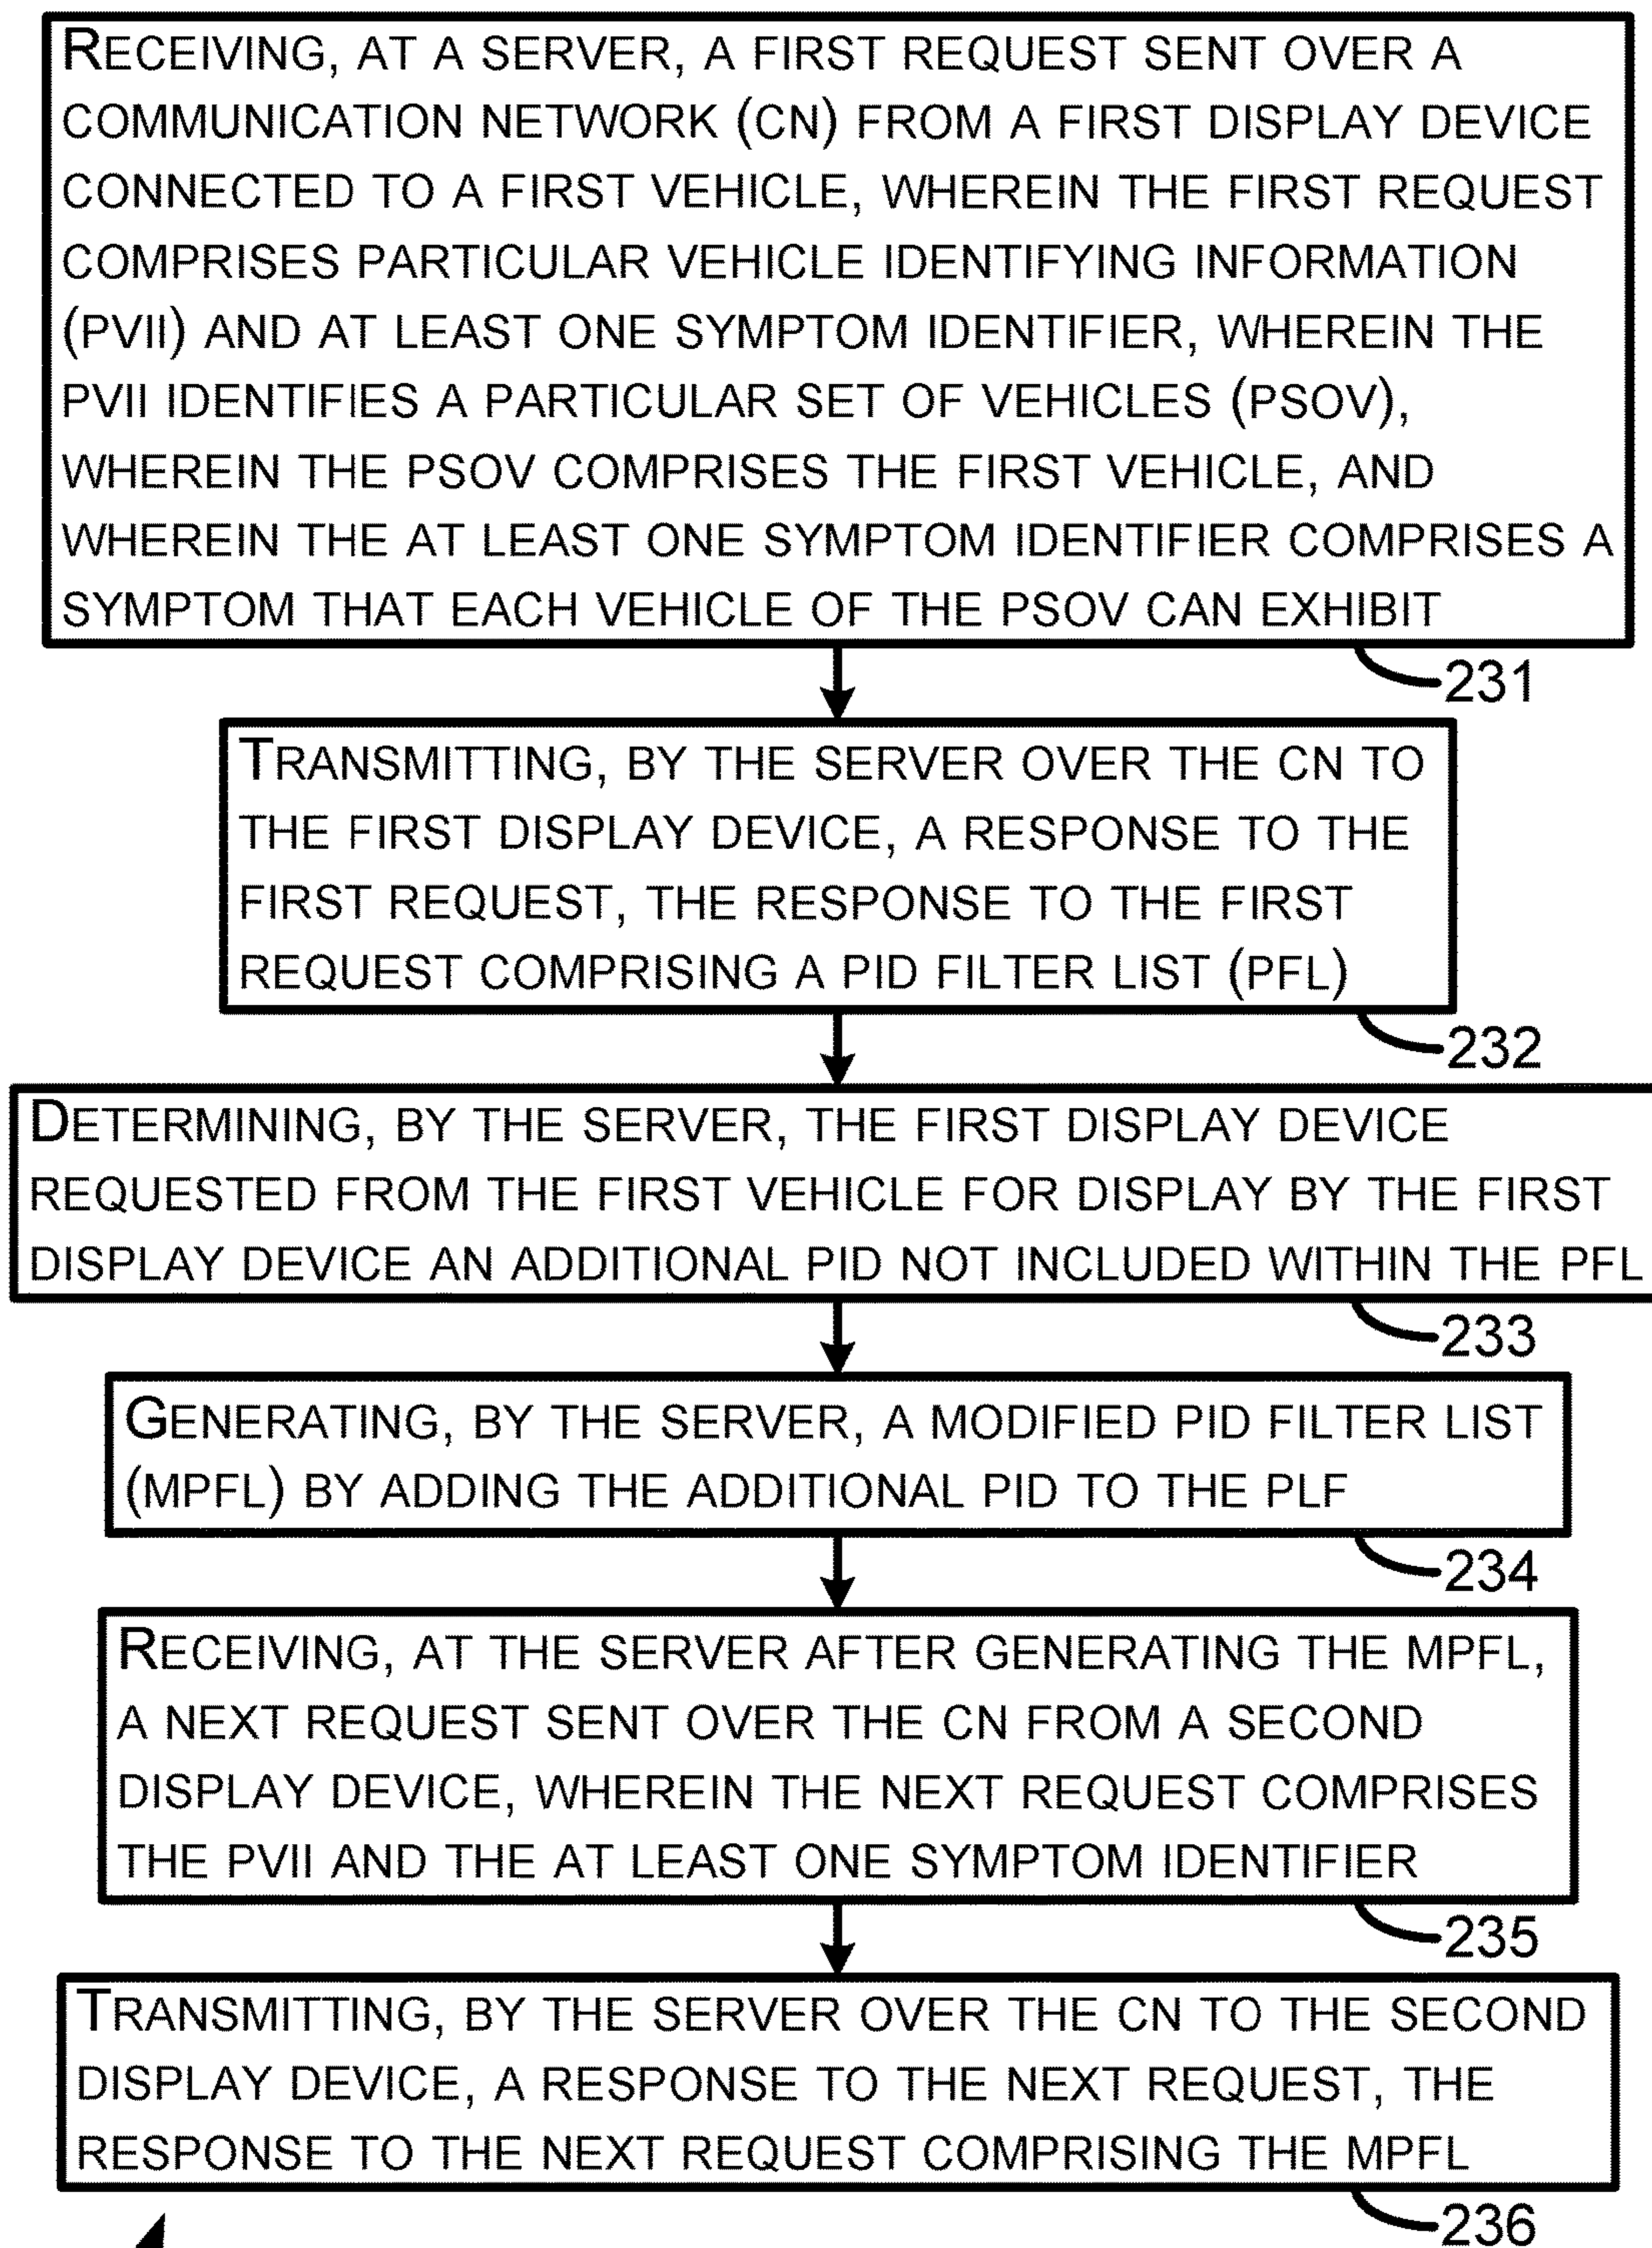 RECEIVING, AT A SERVER, A FIRST REQUEST SENT OVER A
COMMUNICATION NETWORK (CN) FROM A FIRST DISPLAY DEVICE
CONNECTED TO A FIRST VEHICLE, WHEREIN THE FIRST REQUEST
COMPRISES PARTICULAR VEHICLE IDENTIFYING INFORMATION
(PVII) AND AT LEAST ONE SYMPTOM IDENTIFIER, WHEREIN THE
PVII IDENTIFIES A PARTICULAR SET OF VEHICLES (PSOV),
WHEREIN THE PSOV COMPRISES THE FIRST VEHICLE, AND
WHEREIN THE AT LEAST ONE SYMPTOM IDENTIFIER COMPRISES A
SYMPTOM THAT EACH VEHICLE OF THE PSOV CAN EXHIBIT
231
TRANSMITTING, BY THE SERVER OVER THE CN TO
THE FIRST DISPLAY DEVICE, A RESPONSE TO THE
FIRST REQUEST, THE RESPONSE TO THE FIRST
REQUEST COMPRISING A PID FILTER LIST (PFL)
232
DETERMINING, BY THE SERVER, THE FIRST DISPLAY DEVICE
REQUESTED FROM THE FIRST VEHICLE FOR DISPLAY BY THE FIRST
DISPLAY DEVICE AN ADDITIONAL PID NOT INCLUDED WITHIN THE PFL
233
GENERATING, BY THE SERVER, A MODIFIED PID FILTER LIST
(MPFL) BY ADDING THE ADDITIONAL PID TO THE PLF
234
RECEIVING, AT THE SERVER AFTER GENERATING THE MPFL,
A NEXT REQUEST SENT OVER THE CN FROM A SECOND
DISPLAY DEVICE, WHEREIN THE NEXT REQUEST COMPRISES
THE PVII AND THE AT LEAST ONE SYMPTOM IDENTIFIER
235
TRANSMITTING, BY THE SERVER OVER THE CN TO THE SECOND
DISPLAY DEVICE, A RESPONSE TO THE NEXT REQUEST, THE
RESPONSE TO THE NEXT REQUEST COMPRISING THE MPFL
236